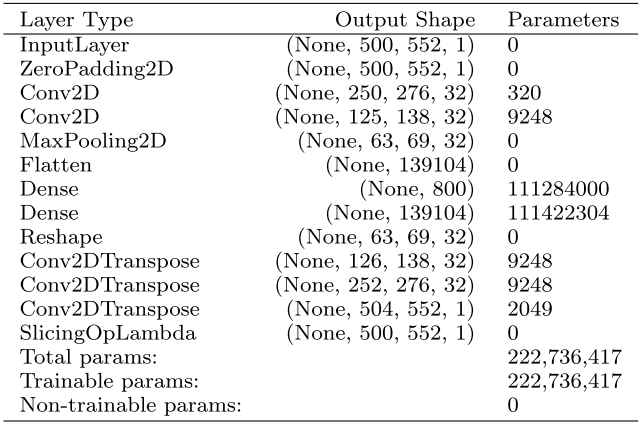 Layer Type Output Shape Parameters
InputLayer (None, 500, 552, 1) 0
ZeroPadding2D (None, 500, 552, 1) 0
Conv2D (None, 250, 276, 32) 320
Conv2D (None, 125, 138, 32) 9248
MaxPooling2D (None, 63, 69, 32) 0
Flatten (None, 139104) 0
Dense (None, 800) 111284000
Dense (None, 139104) 111422304
Reshape (None, 63, 69, 32) 0
Conv2DTranspose (None, 126, 138, 32) 9248
Conv2DTranspose (None, 252, 276, 32) 9248
Conv2DTranspose (None, 504, 552, 1) 2049
SlicingOpLambda (None, 500, 552, 1) 0
Total params: 222,736,417
Trainable params: 222,736,417
Non-trainable params: 0